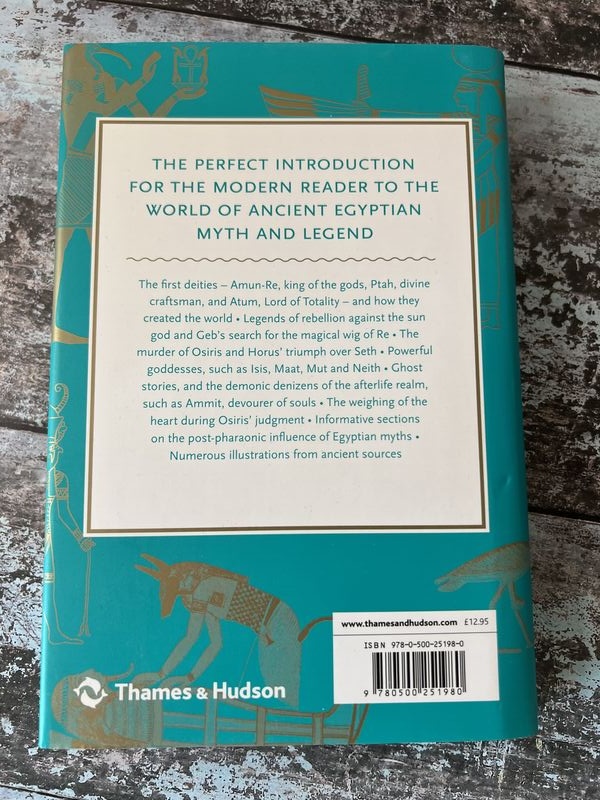 THE PERFECT INTRODUCTION
FOR THE MODERN READER TO THE
WORLD OF ANCIENT EGYPTIAN
MYTH AND LEGEND
The first deities – Amun-Re, king of the gods, Ptah, divine
craftsman, and Atum, Lord of Totality – and how they
created the world • Legends of rebellion against the sun
god and Geb's search for the magical wig of Re • The
murder of Osiris and Horus' triumph over Seth • Powerful
goddesses, such as Isis, Maat, Mut and Neith • Ghost
stories, and the demonic denizens of the afterlife realm,
such as Ammit, devourer of souls • The weighing of the
heart during Osiris' judgment • Informative sections
on the post-pharaonic influence of Egyptian myths •
Numerous illustrations from ancient sources
www.thamesandhudson.com £12.95
ISBN 978-0-500-25198-0
9 780500 251980
Thames & Hudson